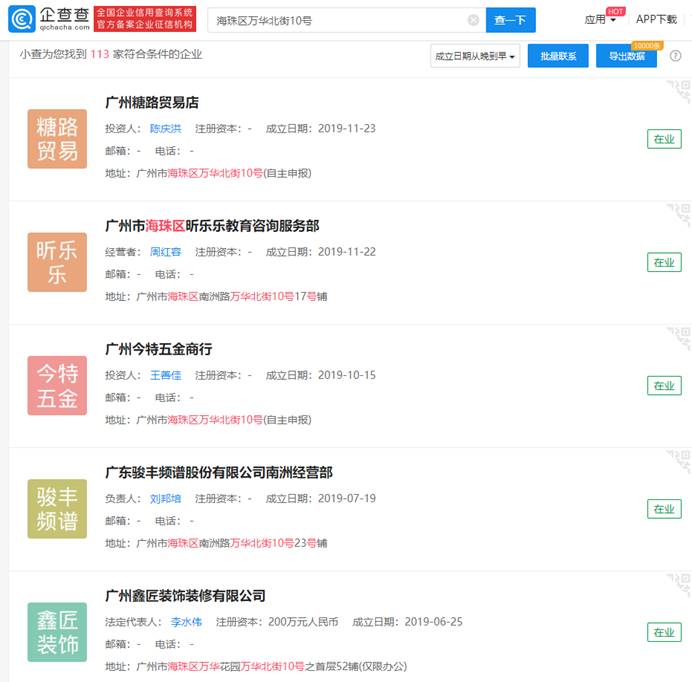 企查查
qichacha.com
全国企业信用查询系统
官方备案企业征信机构
海珠区万华北街10号
查一下
应用
HOT
APP下载
小查为您找到 113 家符合条件的企业
成立日期从晚到早
批量联系
导出数据
10000条
糖路
贸易
广州糖路贸易店
投资人： 陈庆洪 注册资本： - 成立日期：2019-11-23
邮箱：- 电话： -
地址：广州市海珠区万华北街10号(自主申报)
在业
昕乐
乐
广州市海珠区昕乐乐教育咨询服务部
经营者： 周红容 注册资本： - 成立日期：2019-11-22
邮箱：- 电话： -
地址：广州市海珠区南洲路万华北街10号17号铺
在业
今特
五金
广州今特五金商行
投资人： 王善佳 注册资本： - 成立日期：2019-10-15
邮箱：- 电话： -
地址：广州市海珠区万华北街10号(自主申报)
在业
骏丰
频谱
广东骏丰频谱股份有限公司南洲经营部
负责人： 刘邦培 注册资本： - 成立日期：2019-07-19
邮箱：- 电话： -
地址：广州市海珠区南洲路万华北街10号23号铺
在业
鑫匠
装饰
广州鑫匠装饰装修有限公司
法定代表人： 李水伟 注册资本：200万元人民币 成立日期：2019-06-25
邮箱：- 电话： -
地址：广州市海珠区万华花园万华北街10号之首层52铺(仅限办公)
在业